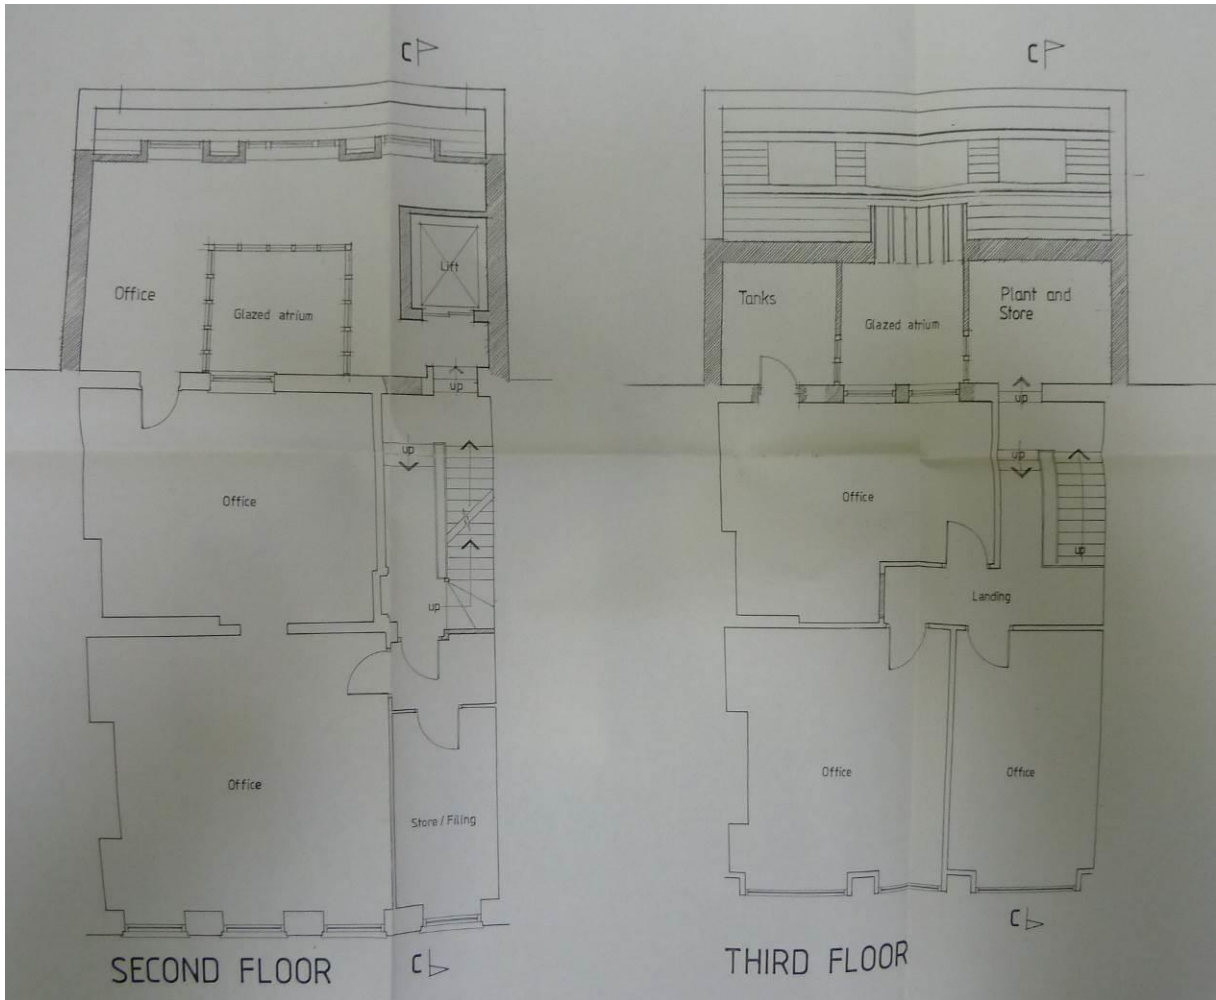 C
Office
Glazed atrium
Lift
up
up
Office
up
Office
Store / Filing
C
SECOND FLOOR
C
Tanks
Glazed atrium
Plant and
Store
up
up
Office
up
Landing
Office
Office
C
THIRD FLOOR